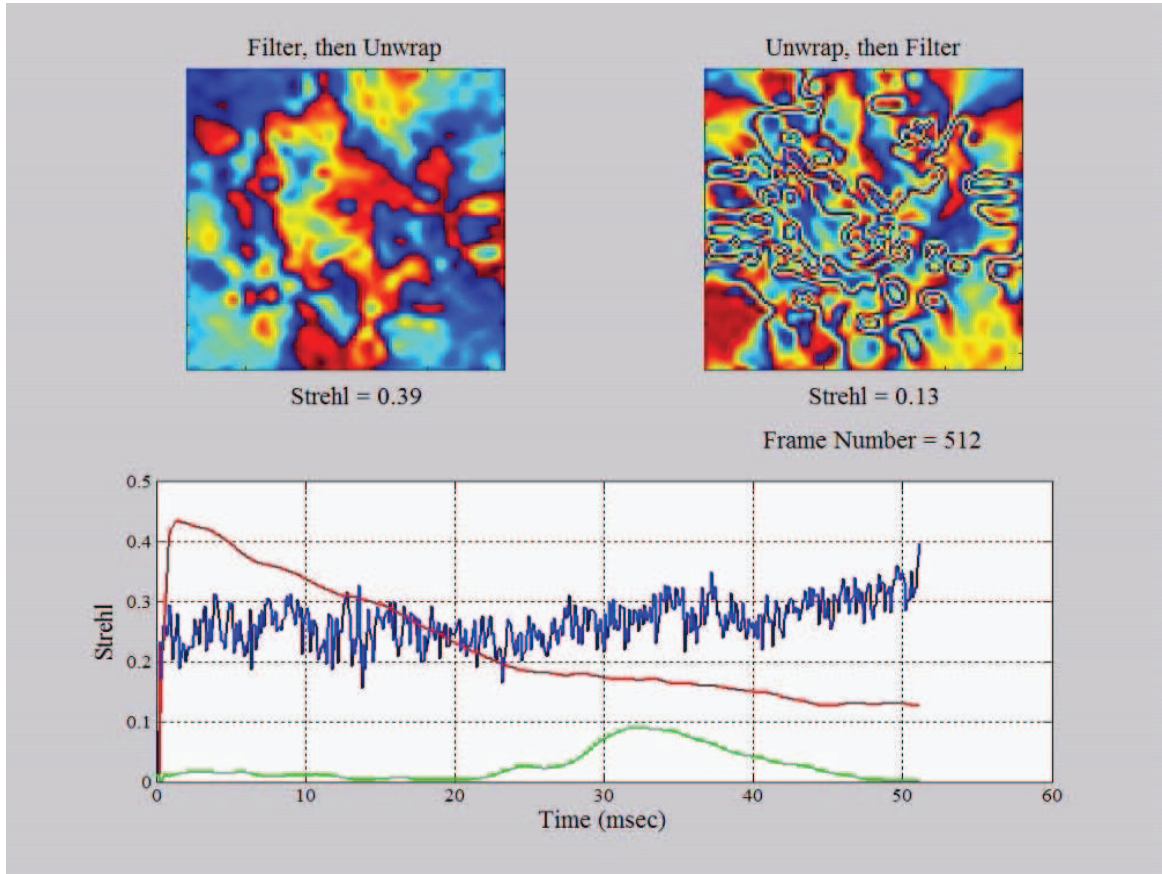 Filter, then Unwrap
Unwrap, then Filter
Strehl = 0.39
Strehl = 0.13
Frame Number = 512
0.5
0.4
0.3
0.2
0.1
0
Strehl
0 10 20 30 40 50 60
Time (msec)